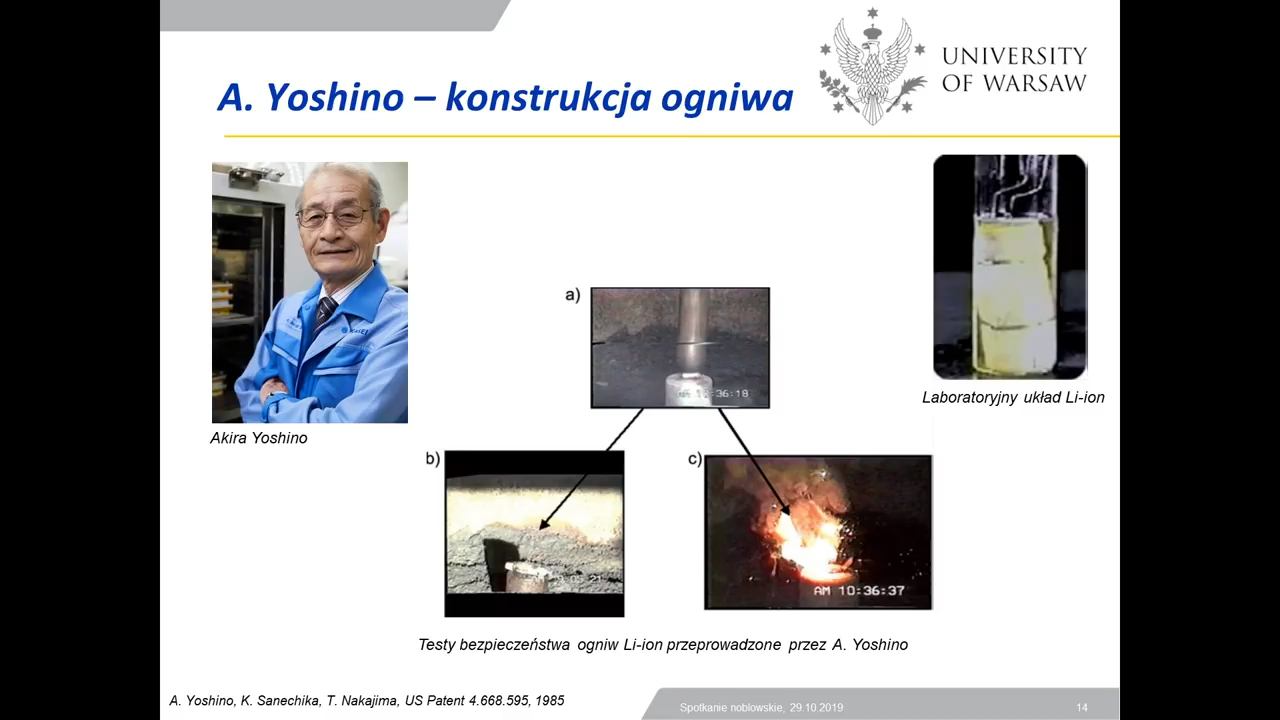 UNIVERSITY
OF WARSAW
A. Yoshino – konstrukcja ogniwa
Akira Yoshino
Laboratoryjny układ Li-ion
a)
36:18
b)
c)
AM 10:36:37
Testy bezpieczeństwa ogniw Li-ion przeprowadzone przez A. Yoshino
A. Yoshino, K. Sanechika, T. Nakajima, US Patent 4.668.595, 1985
Spotkanie noblowskie, 29.10.2019
14